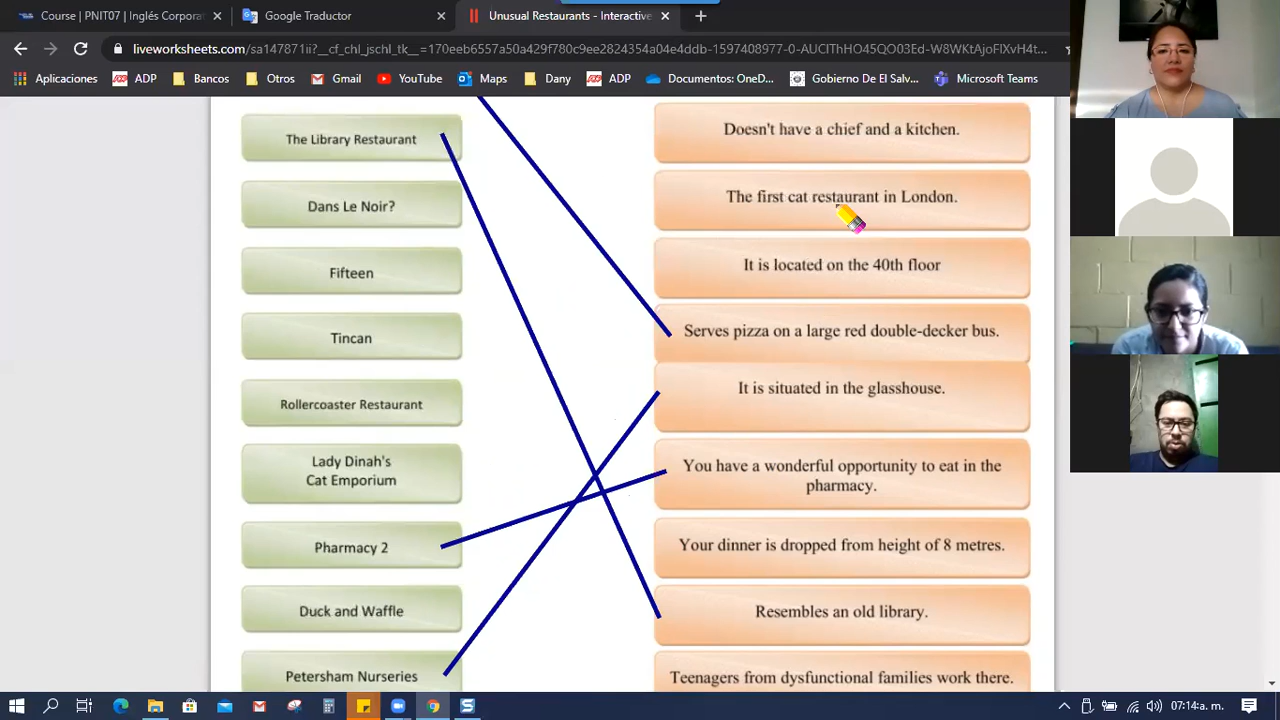 Course | PNIT07 | Inglés Corporat
Google Traductor
Unusual Restaurants - Interactive
liveworksheets.com/sa147871ii?__cf_chl_jschl_tk__=170eeb6557a50a429f780c9ee2824354a04e4ddb-1597408977-0-AUCIThHO45QO03Ed-W8WKtAjoFIXvH4t...
Aplicaciones
ADP
Bancos
Otros
Gmail
YouTube
Maps
Dany
ADP
Documentos: OneD...
Gobierno De El Salv...
Microsoft Teams
The Library Restaurant
Dans Le Noir?
Fifteen
Tincan
Rollercoaster Restaurant
Lady Dinah's
Cat Emporium
Pharmacy 2
Duck and Waffle
Petersham Nurseries
Doesn't have a chief and a kitchen.
The first cat restaurant in London.
It is located on the 40th floor
Serves pizza on a large red double-decker bus.
It is situated in the glasshouse.
You have a wonderful opportunity to eat in the
pharmacy.
Your dinner is dropped from height of 8 metres.
Resembles an old library.
Teenagers from dysfunctional families work there.
07:14 a. m.